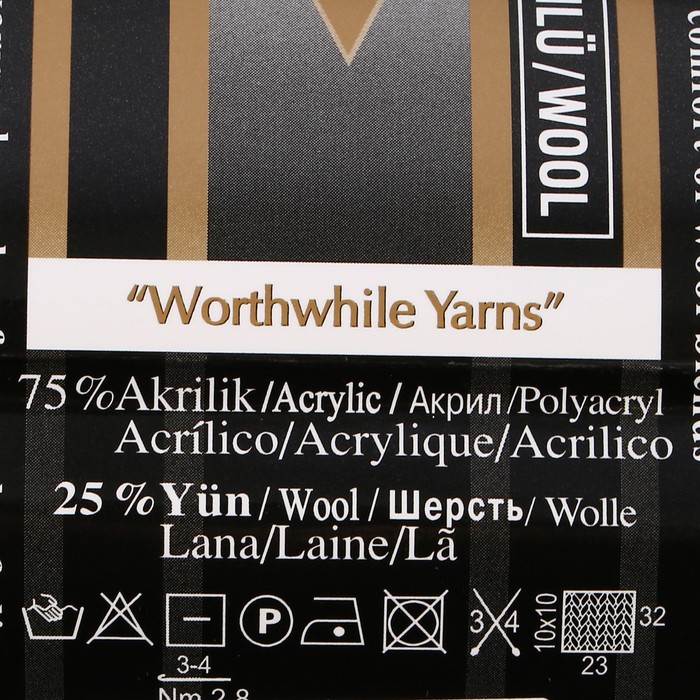 LÜ/WOOL
“Worthwhile Yarns”
75%Akrilik/Acrylic/Акрил/Polyacryl
Acrílico/Acrylique/Acrilico
25 % Yün/Wool/Шерсть/Wolle
Lana/Laine/Lã
P 3 4 10x10 32
23
3-4
Nm 2,8